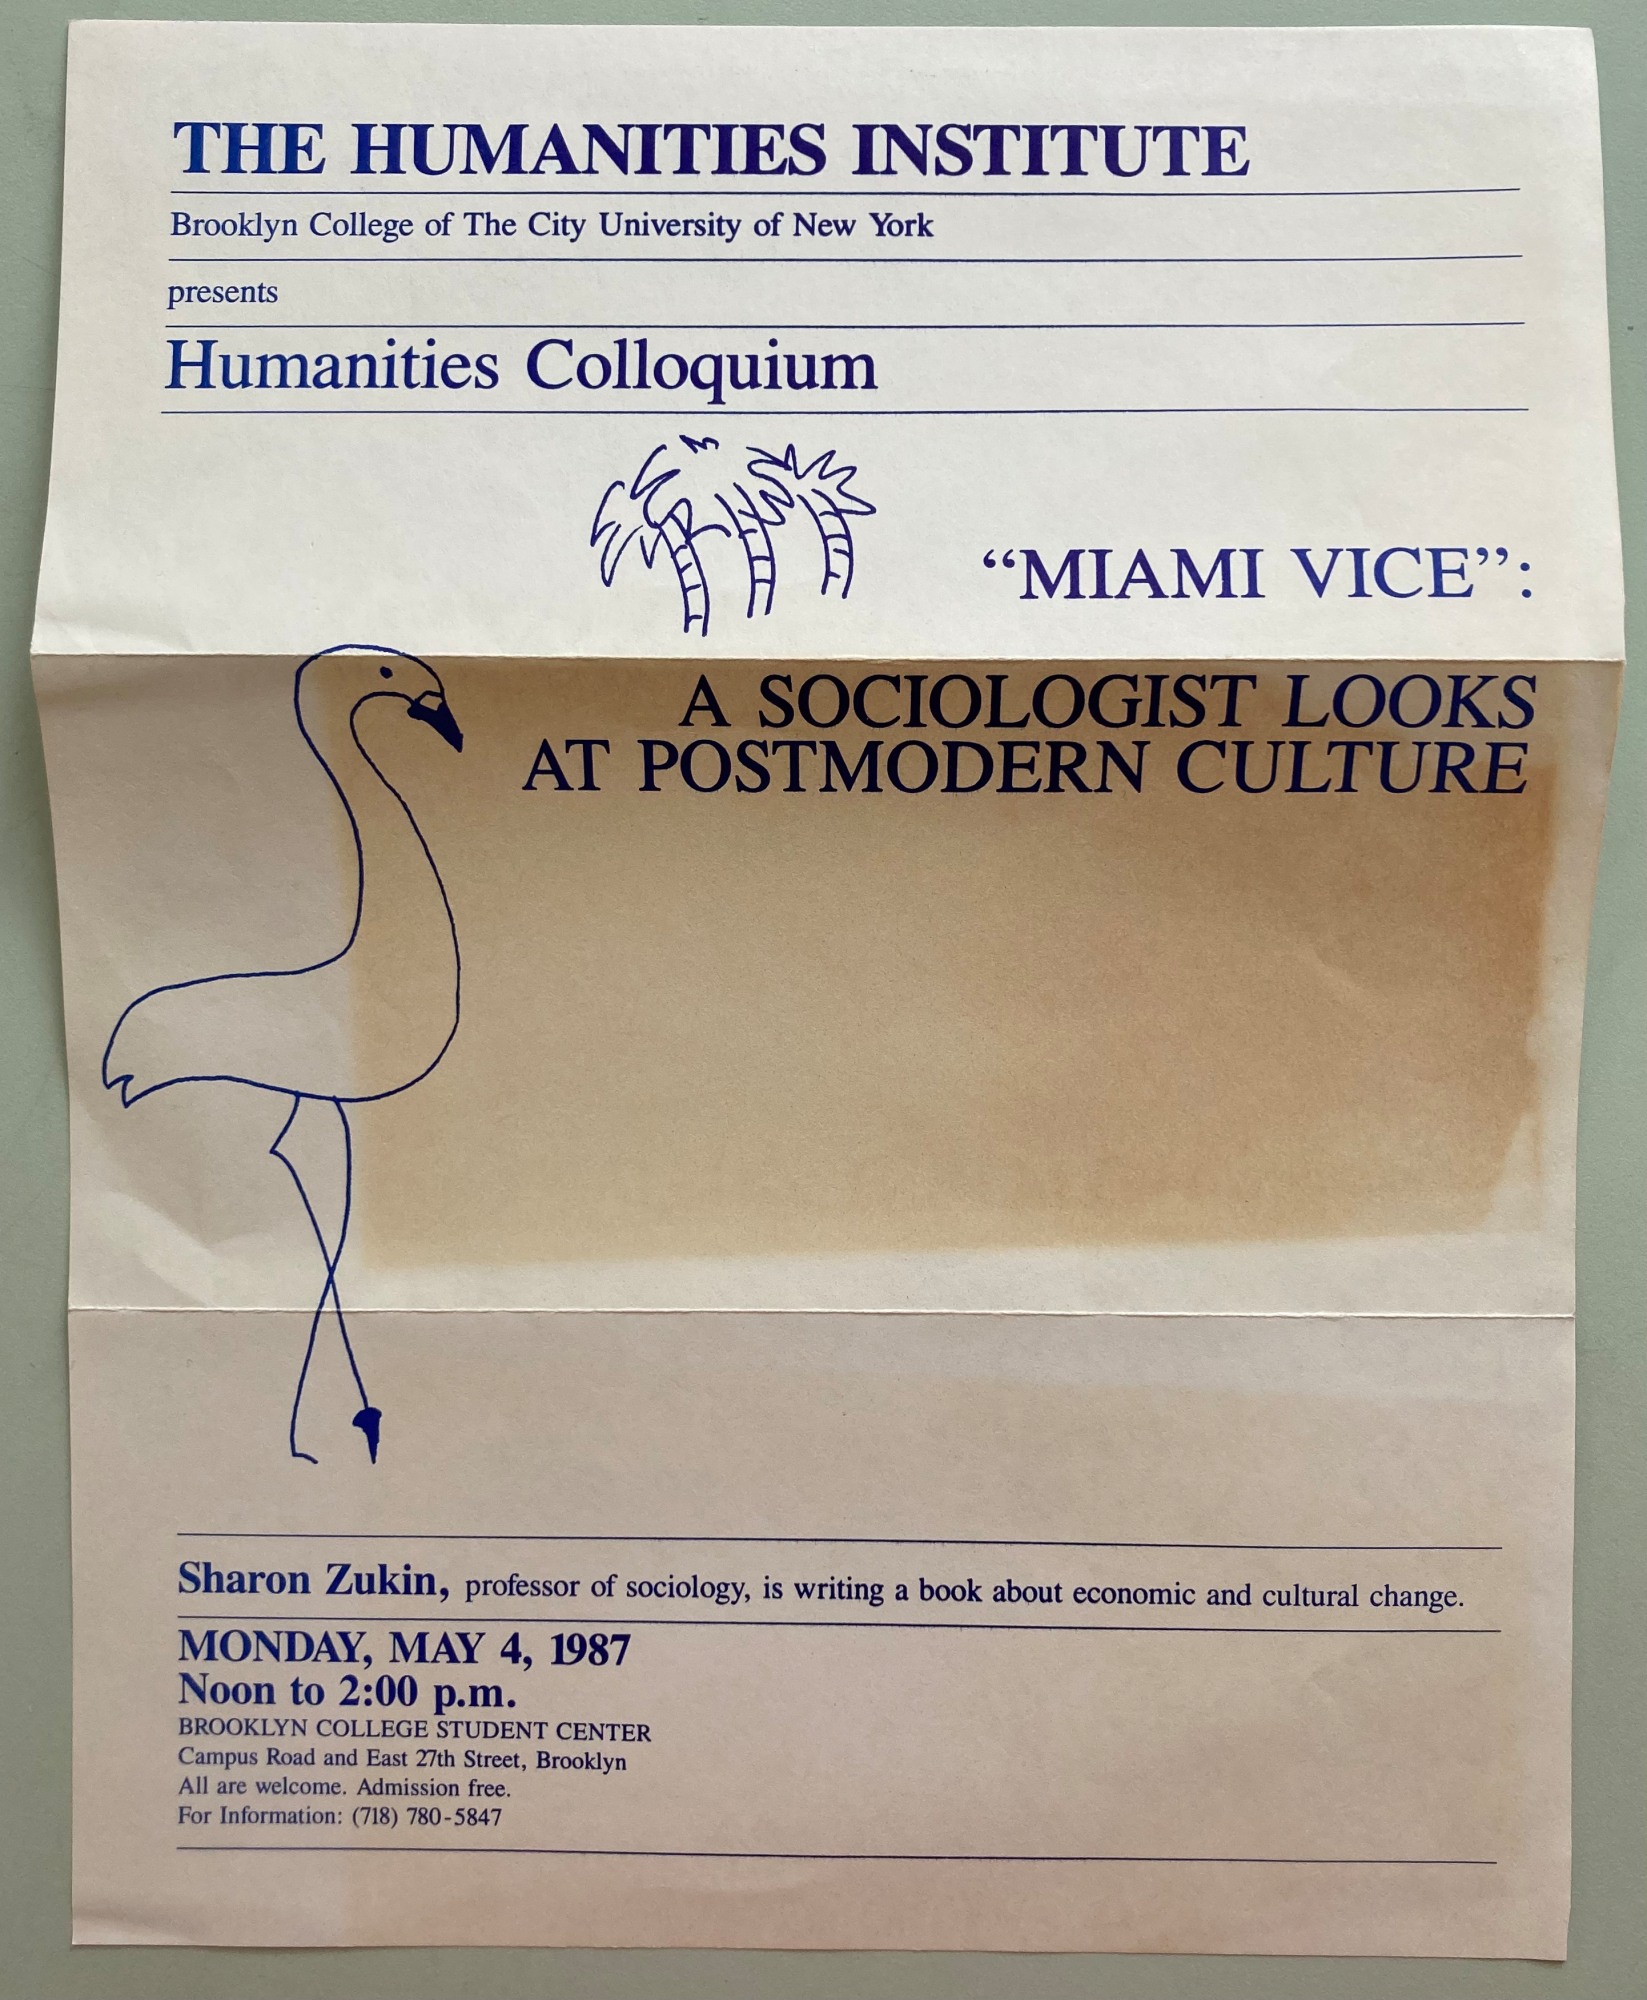 THE HUMANITIES INSTITUTE
Brooklyn College of The City University of New York
presents
Humanities Colloquium
“MIAMI VICE”:
A SOCIOLOGIST LOOKS
AT POSTMODERN CULTURE
Sharon Zukin, professor of sociology, is writing a book about economic and cultural change.
MONDAY, MAY 4, 1987
Noon to 2:00 p.m.
BROOKLYN COLLEGE STUDENT CENTER
Campus Road and East 27th Street, Brooklyn
All are welcome. Admission free.
For Information: (718) 780-5847